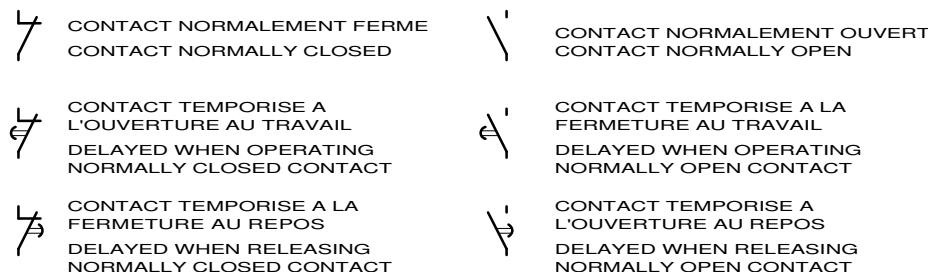 CONTACT NORMALEMENT FERME
CONTACT NORMALLY CLOSED
CONTACT NORMALEMENT OUVERT
CONTACT NORMALLY OPEN
CONTACT TEMPORISE A
L'OUVERTURE AU TRAVAIL
DELAYED WHEN OPERATING
NORMALLY CLOSED CONTACT
CONTACT TEMPORISE A LA
FERMETURE AU TRAVAIL
DELAYED WHEN OPERATING
NORMALLY OPEN CONTACT
CONTACT TEMPORISE A LA
FERMETURE AU REPOS
DELAYED WHEN RELEASING
NORMALLY CLOSED CONTACT
CONTACT TEMPORISE A
L'OUVERTURE AU REPOS
DELAYED WHEN RELEASING
NORMALLY OPEN CONTACT